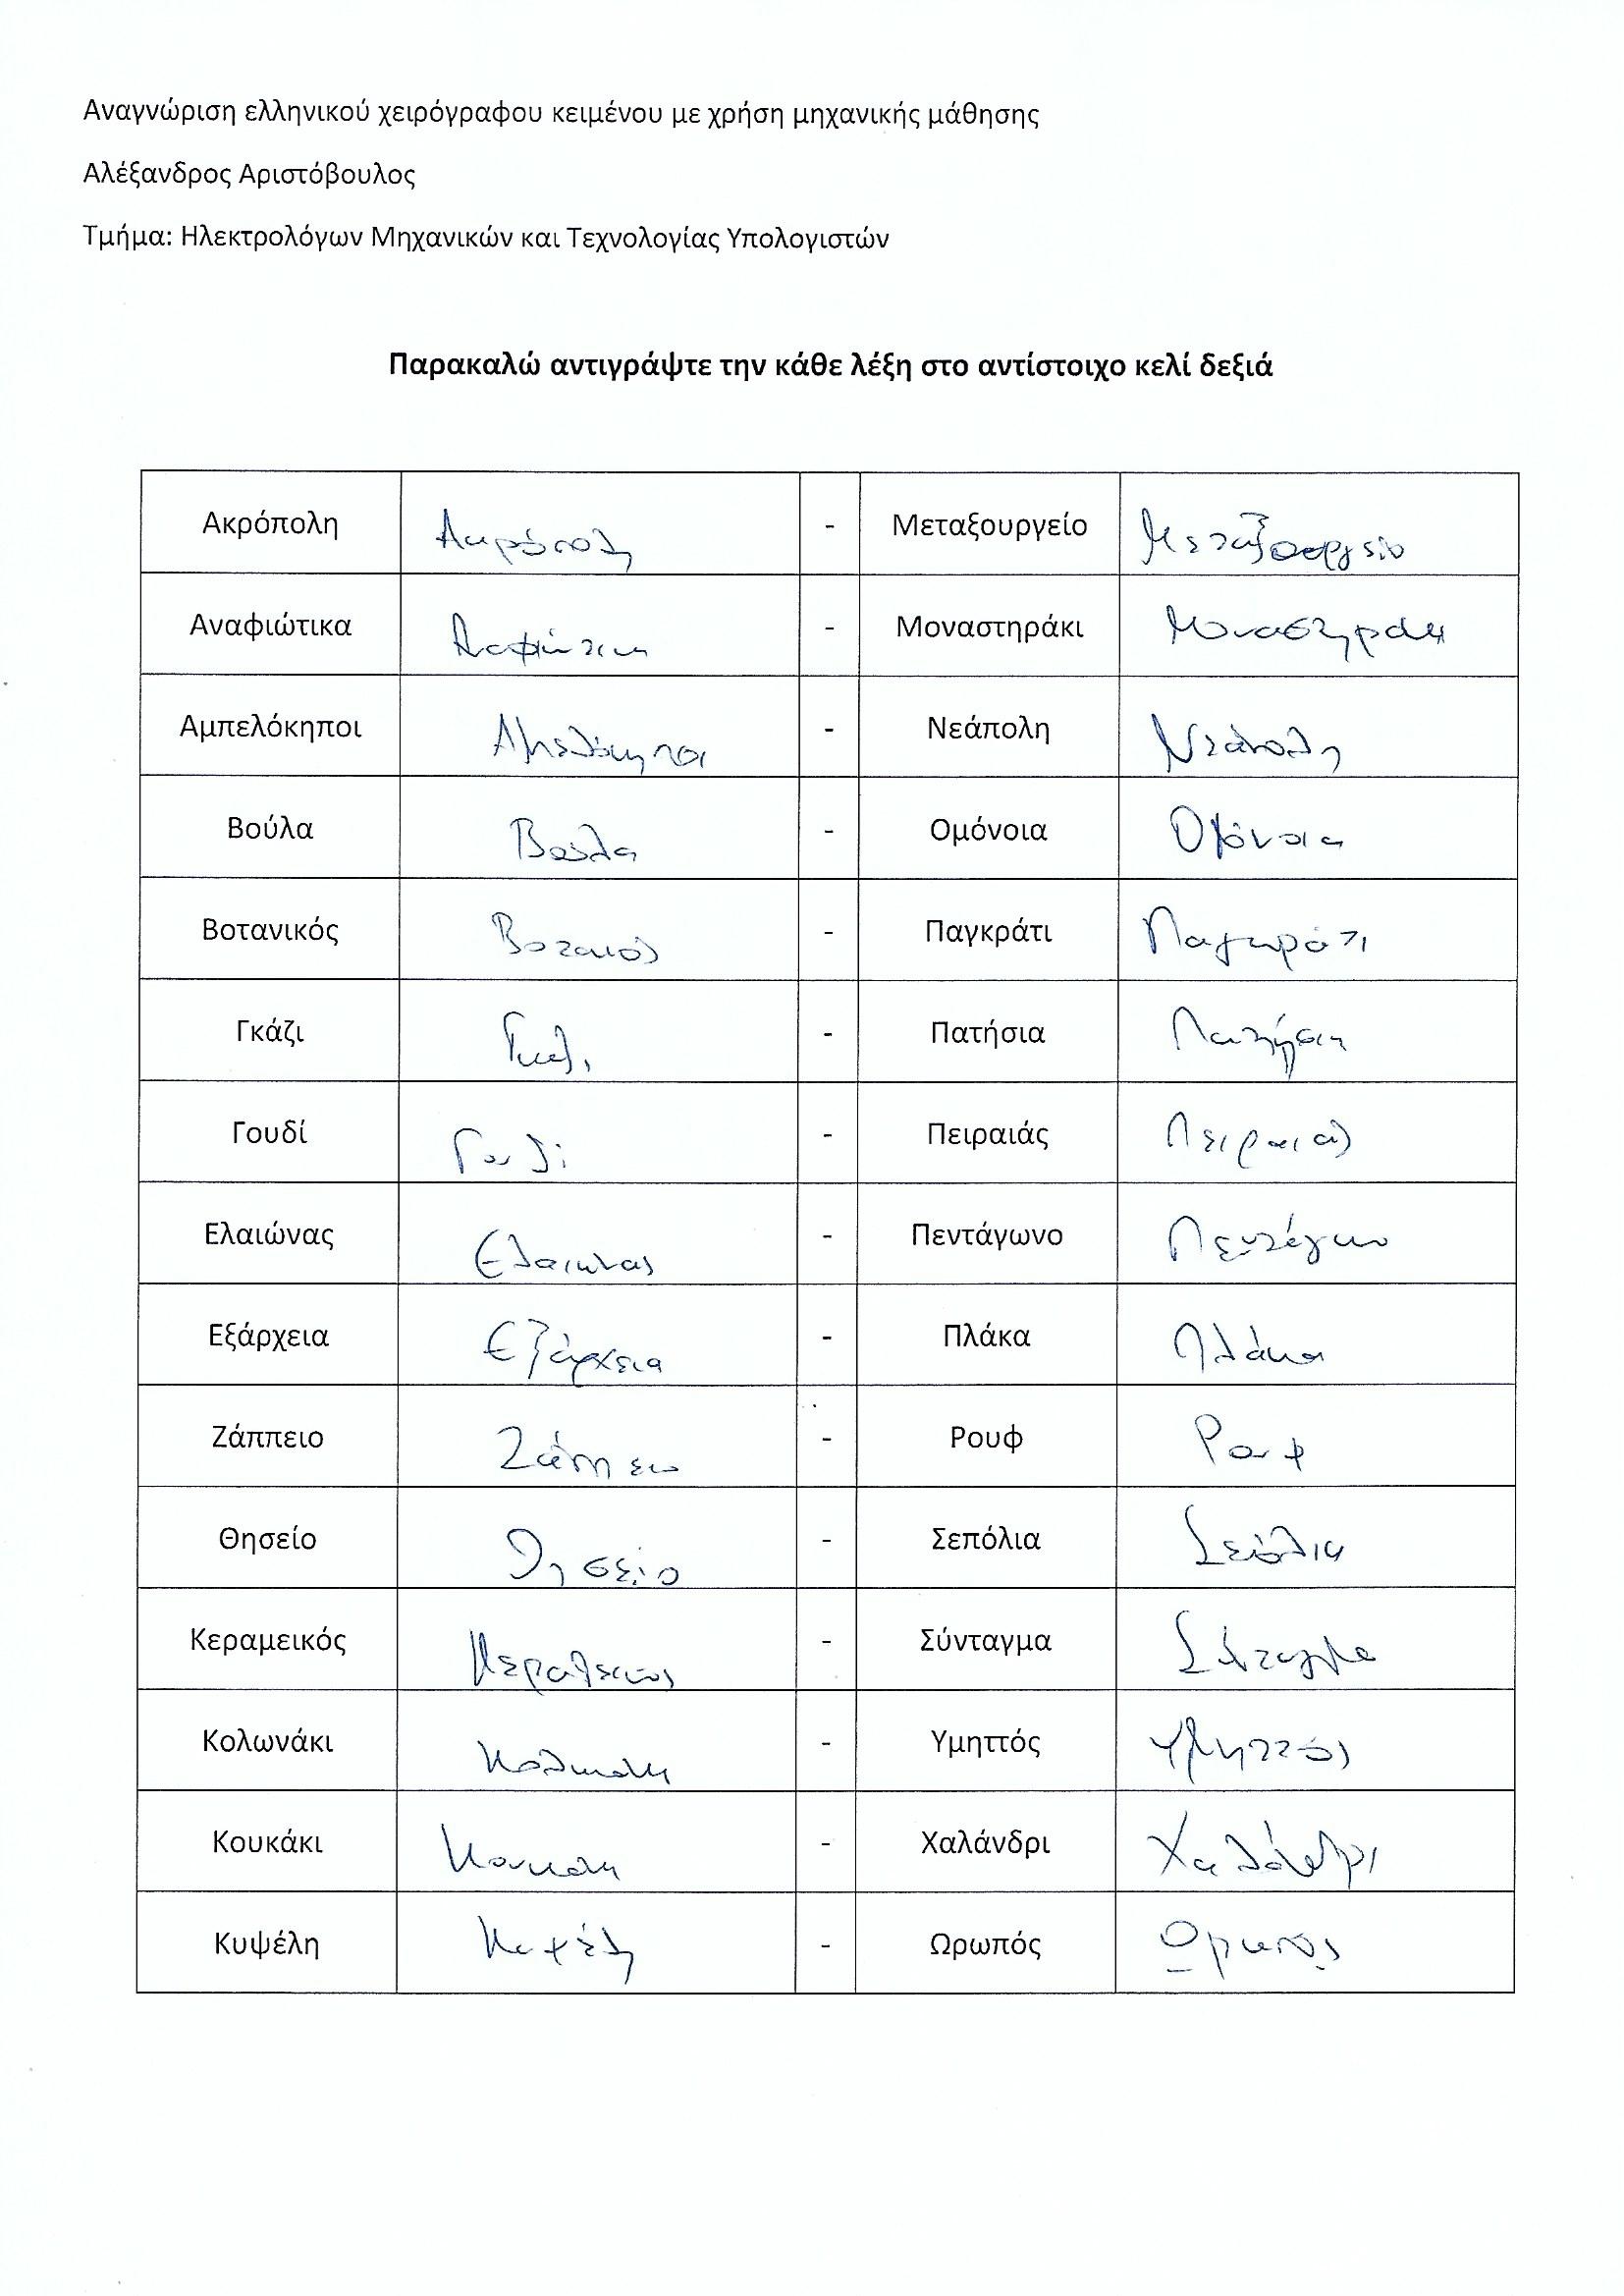 Αναγνώριση ελληνικού χειρόγραφου κειμένου με χρήση μηχανικής μάθησης
Αλέξανδρος Αριστόβουλος
Τμήμα: Ηλεκτρολόγων Μηχανικών και Τεχνολογίας Υπολογιστών
Παρακαλώ αντιγράψτε την κάθε λέξη στο αντίστοιχο κελί δεξιά
Ακρόπολη Ακρόπολη - Μεταξουργείο Μεταξουργείο
Αναφιώτικα Αναφιώτικα - Μοναστηράκι Μοναστηράκι
Αμπελόκηποι Αμπελόκηποι - Νεάπολη Νεάπολη
Βούλα Βούλα - Ομόνοια Ομόνοια
Βοτανικός Βοτανικός - Παγκράτι Παγκράτι
Γκάζι Γκάζι - Πατήσια Πατήσια
Γουδί Γουδί - Πειραιάς Πειραιάς
Ελαιώνας Ελαιώνας - Πεντάγωνο Πεντάγωνο
Εξάρχεια Εξάρχεια - Πλάκα Πλάκα
Ζάππειο Ζάππειο - Ρουφ Ρουφ
Θησείο Θησείο - Σεπόλια Σεπόλια
Κεραμεικός Κεραμεικός - Σύνταγμα Σύνταγμα
Κολωνάκι Κολωνάκι - Υμηττός Υμηττός
Κουκάκι Κουκάκι - Χαλάνδρι Χαλάνδρι
Κυψέλη Κυψέλη - Ωρωπός Ωρωπός